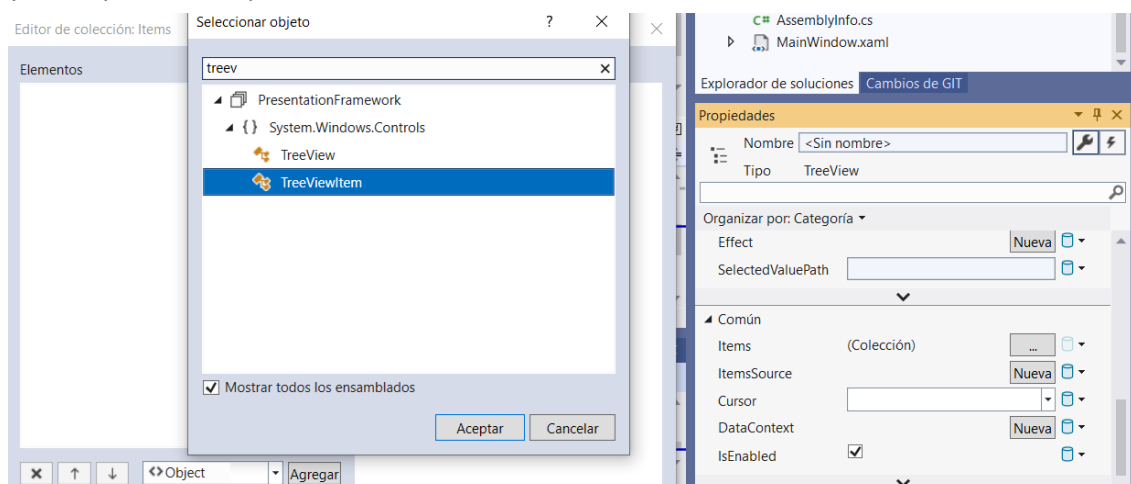 Editor de colección: Items
Elementos
Object
Agregar
Seleccionar objeto
?
treev
PresentationFramework
{} System.Windows.Controls
TreeView
TreeViewItem
Mostrar todos los ensamblados
Aceptar
Cancelar
C# AssemblyInfo.cs
MainWindow.xaml
Explorador de soluciones
Cambios de GIT
Propiedades
Nombre <Sin nombre>
Tipo TreeView
Organizar por: Categoría
Effect Nueva
SelectedValuePath
Común
Items (Colección) ...
ItemsSource Nueva
Cursor
DataContext Nueva
IsEnabled